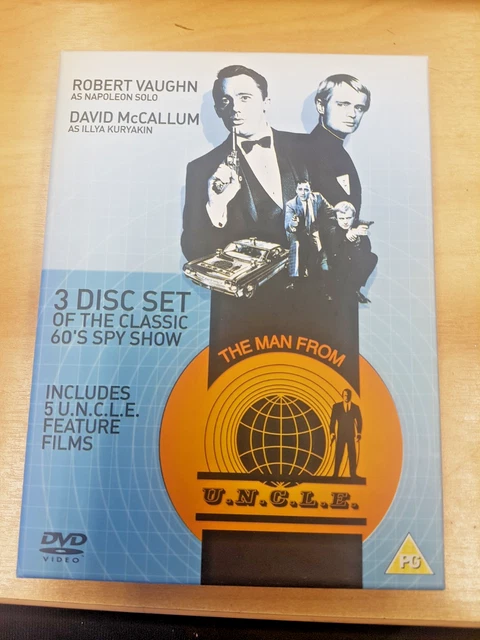 ROBERT VAUGHN
AS NAPOLEON SOLO
DAVID McCALLUM
AS ILLYA KURYAKIN
3 DISC SET
OF THE CLASSIC
60'S SPY SHOW
INCLUDES
5 U.N.C.L.E.
FEATURE
FILMS
THE MAN FROM
U.N.C.L.E.
DVD
VIDEO
PG